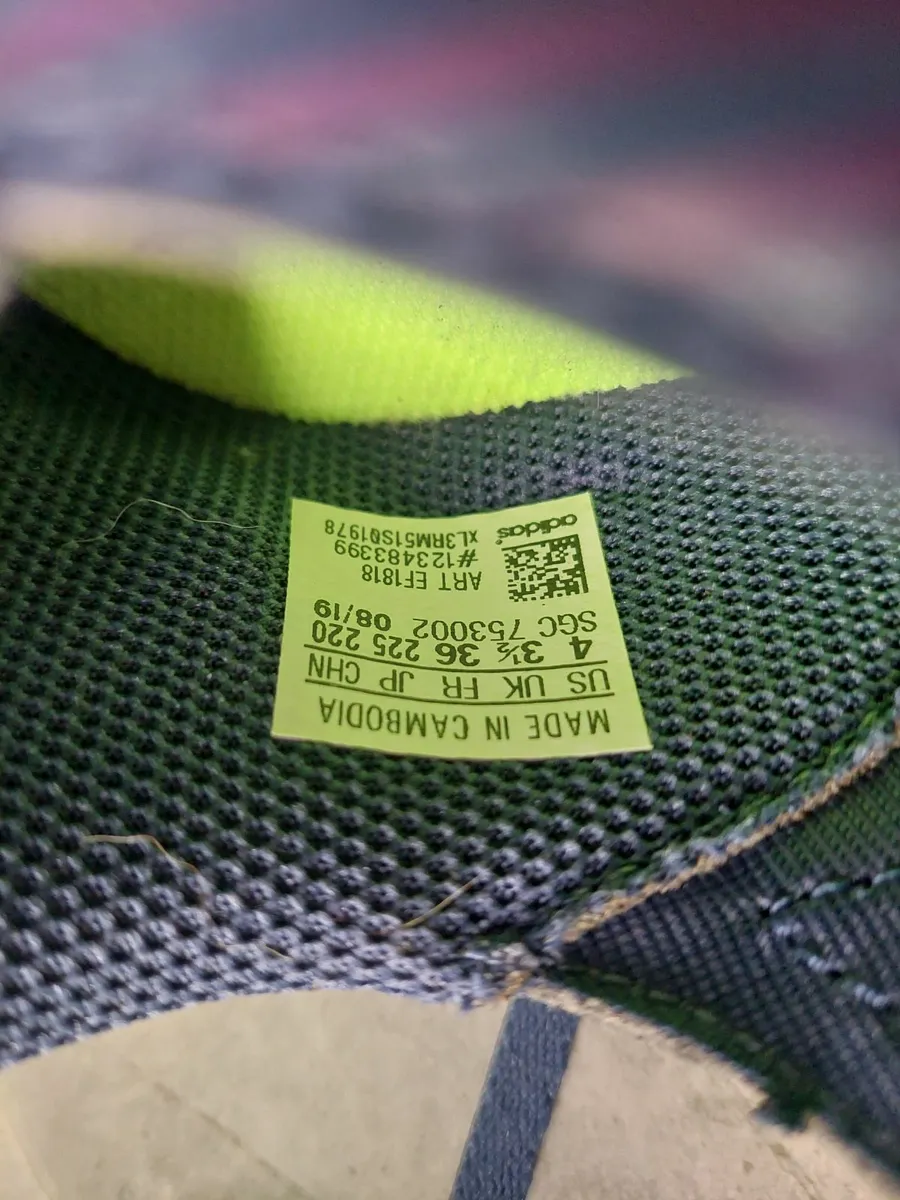 MADE IN CAMBODIA
US UK FR JP CHN
4 3½ 36 225 220
SGC 753002 08/19
ART EF1818
#123483399
XL3RM51S01978
adidas